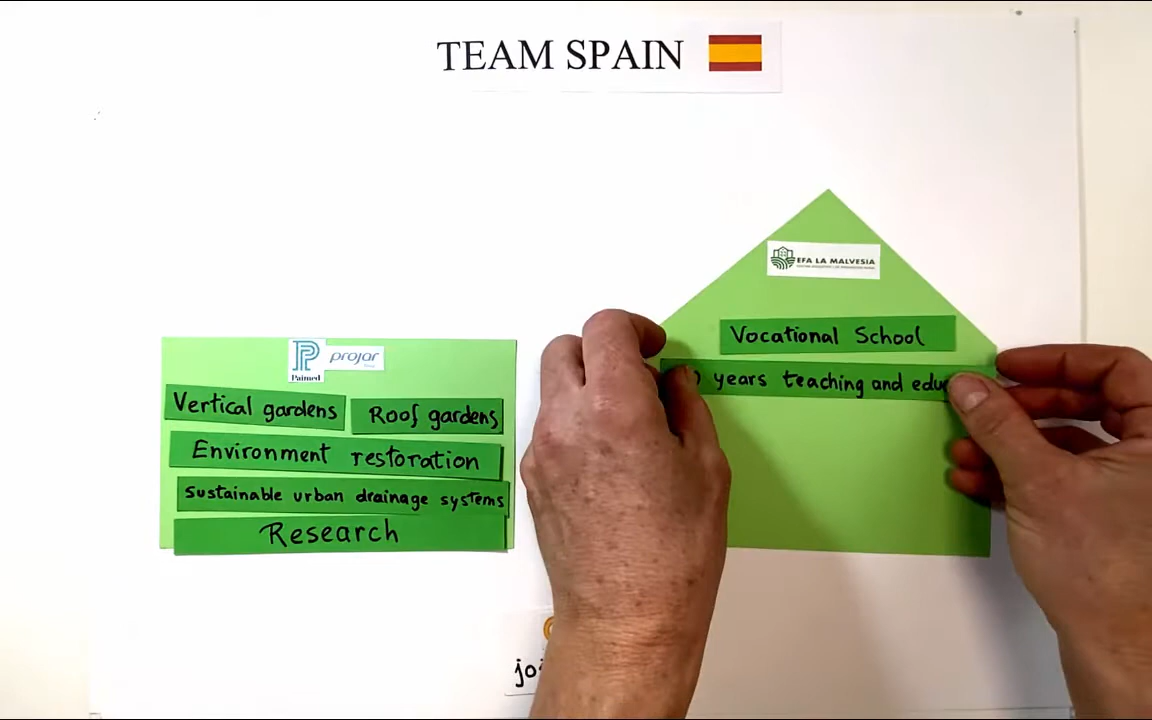 TEAM SPAIN
EFA LA MALVESIA
Vocational School
years teaching and
Paimed
projar
Vertical gardens
Roof gardens
Environment restoration
Sustainable urban drainage systems
Research